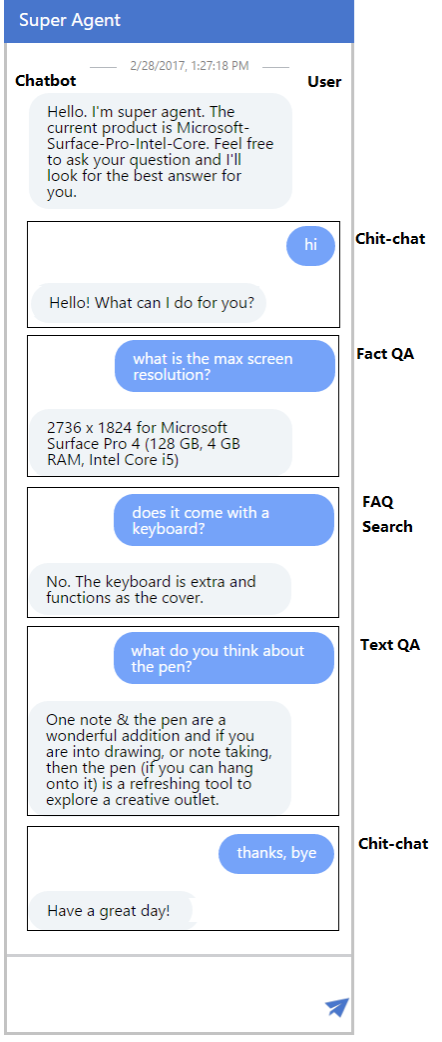 Super Agent
2/28/2017, 1:27:18 PM
Chatbot
User
Hello. I'm super agent. The
current product is Microsoft-
Surface-Pro-Intel-Core. Feel free
to ask your question and I'll
look for the best answer for
you.
hi
Chit-chat
Hello! What can I do for you?
what is the max screen
resolution?
Fact QA
2736 x 1824 for Microsoft
Surface Pro 4 (128 GB, 4 GB
RAM, Intel Core i5)
does it come with a
keyboard?
FAQ
Search
No. The keyboard is extra and
functions as the cover.
what do you think about
the pen?
Text QA
One note & the pen are a
wonderful addition and if you
are into drawing, or note taking,
then the pen (if you can hang
onto it) is a refreshing tool to
explore a creative outlet.
thanks, bye
Chit-chat
Have a great day!